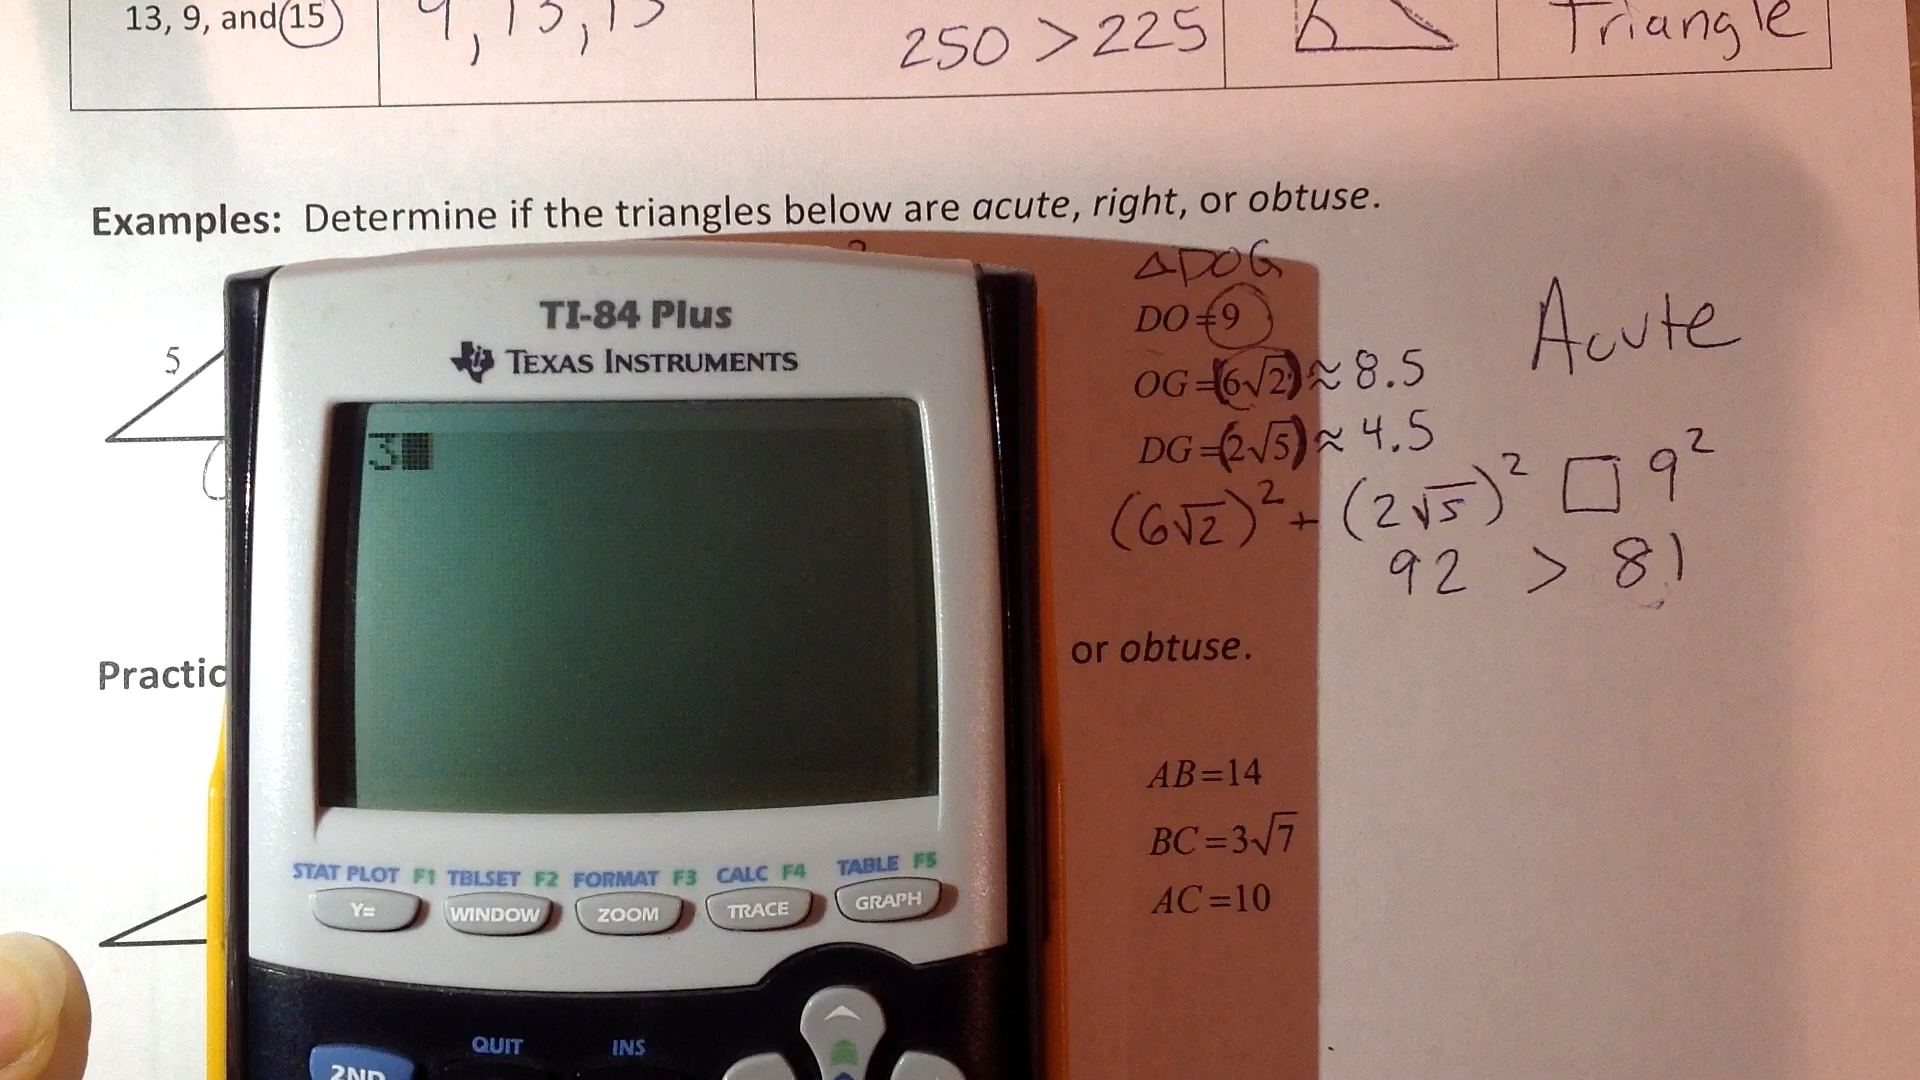 13, 9, and 15
9, 13, 15
250 > 225
Triangle
Examples: Determine if the triangles below are acute, right, or obtuse.
△DOG
DO=9
OG=(6√2) ≈ 8.5
DG=(2√5) ≈ 4.5
Acute
(6√2)² + (2√5)² □ 9²
92 > 81
5
TI-84 Plus
TEXAS INSTRUMENTS
3
Practic
or obtuse.
AB=14
BC=3√7
AC=10
STAT PLOT F1 TBLSET F2 FORMAT F3 CALC F4 TABLE F5
Y= WINDOW ZOOM TRACE GRAPH
QUIT INS
2ND